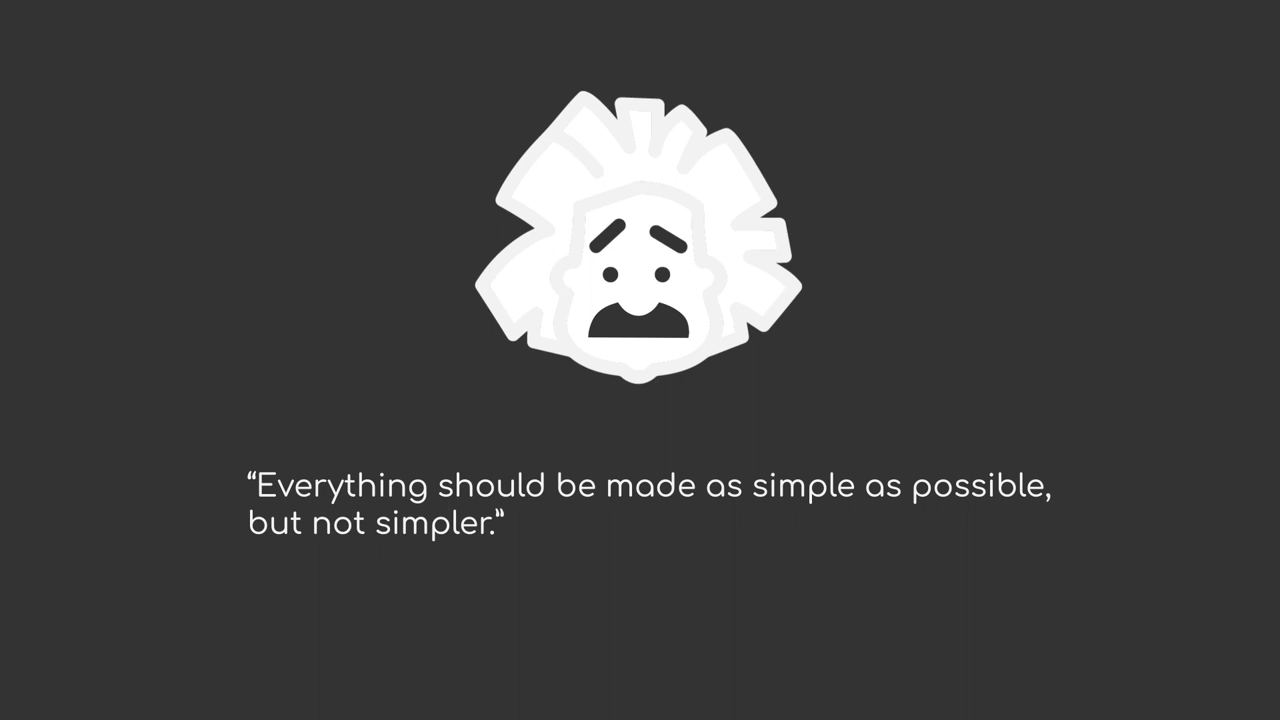 “Everything should be made as simple as possible,
but not simpler.”